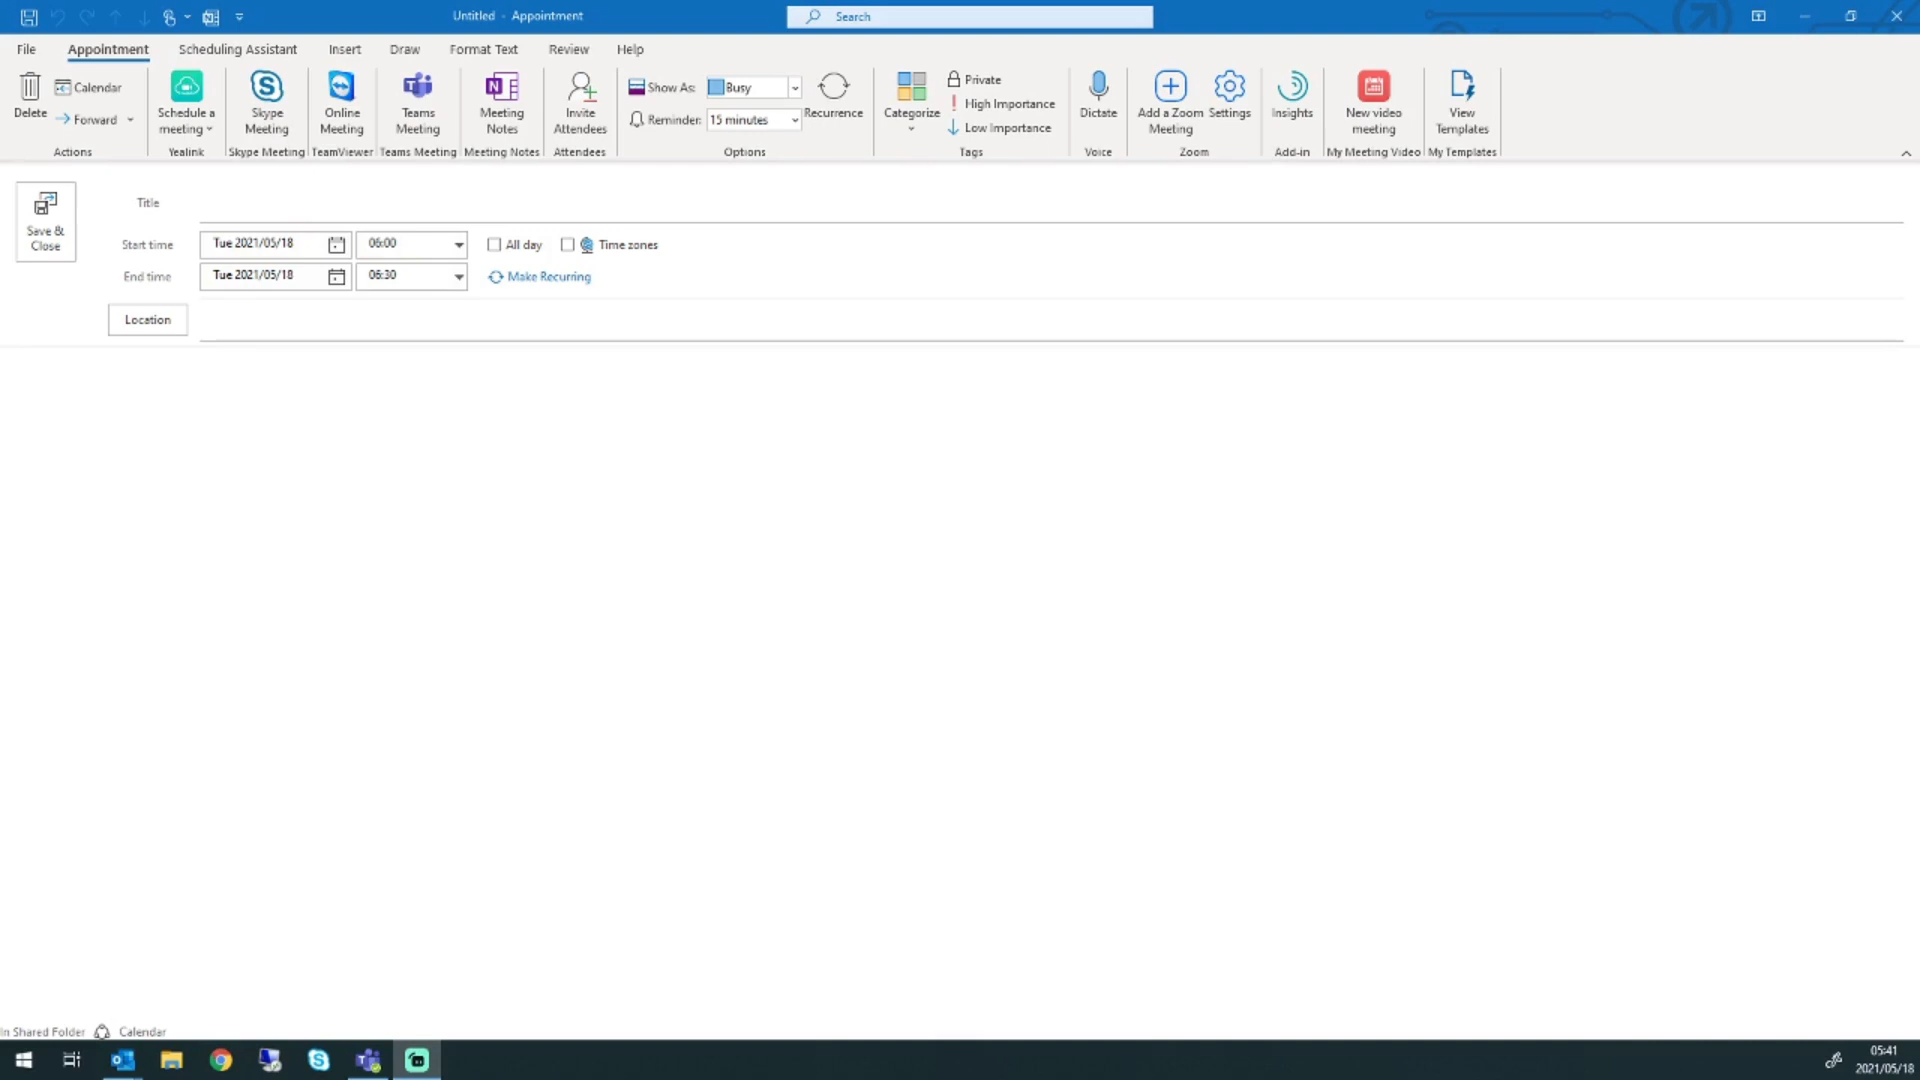 Untitled - Appointment
Search
File Appointment Scheduling Assistant Insert Draw Format Text Review Help
Delete
Calendar
Forward
Actions
Schedule a
meeting
Yealink
Skype
Meeting
Skype Meeting
Online
Meeting
TeamViewer
Teams
Meeting
Teams Meeting
Meeting
Notes
Meeting Notes
Invite
Attendees
Attendees
Show As: Busy
Reminder: 15 minutes
Recurrence
Options
Categorize
Private
High Importance
Low Importance
Tags
Dictate
Voice
Add a Zoom
Meeting
Settings
Zoom
Insights
Add-in
New video
meeting
My Meeting Video
View
Templates
My Templates
Save &
Close
Title
Start time Tue 2021/05/18 06:00 All day Time zones
End time Tue 2021/05/18 06:30 Make Recurring
Location
In Shared Folder Calendar
05:41
2021/05/18